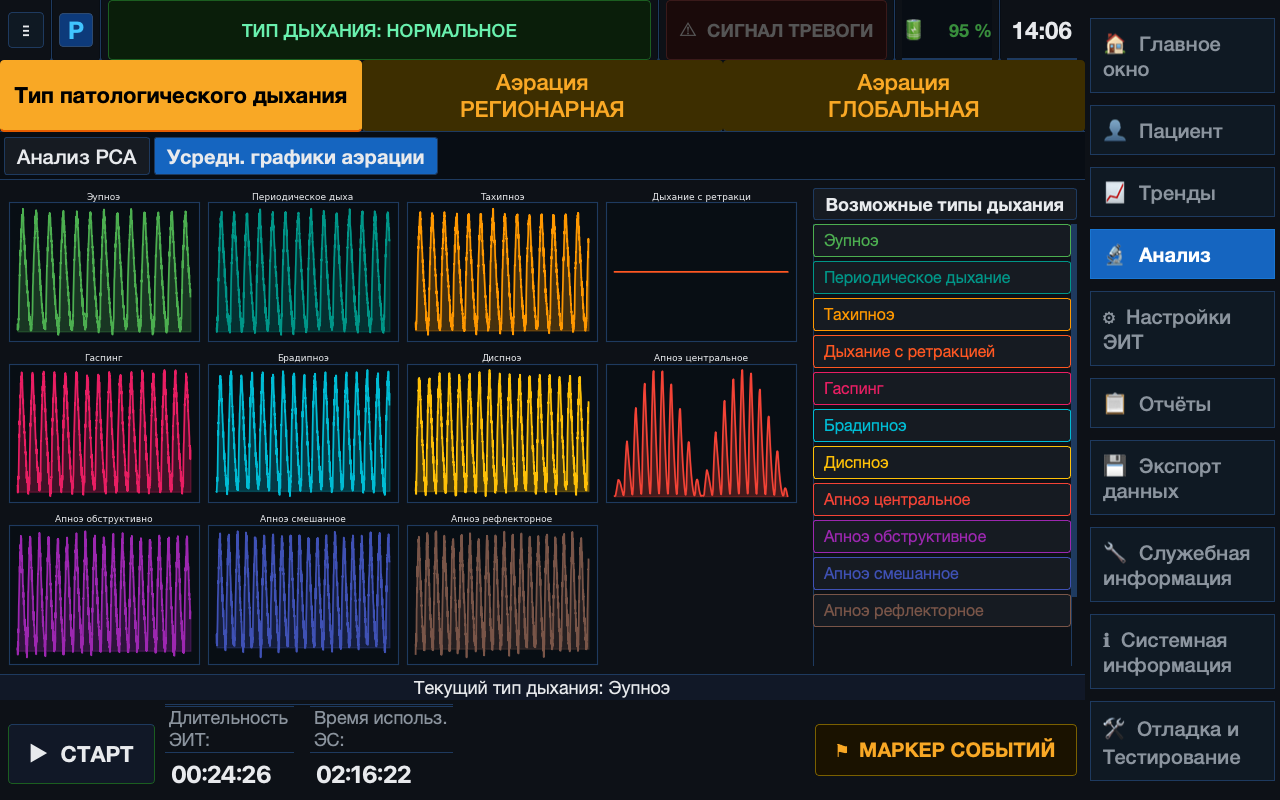 P
ТИП ДЫХАНИЯ: НОРМАЛЬНОЕ
⚠ СИГНАЛ ТРЕВОГИ
95 %
14:06
Тип патологического дыхания
Аэрация
РЕГИОНАРНАЯ
Аэрация
ГЛОБАЛЬНАЯ
Анализ PCA
Усредн. графики аэрации
Эупноэ
Периодическое дыха
Тахипноэ
Дыхание с ретракци
Гаспинг
Брадипноэ
Диспноэ
Апноэ центральное
Апноэ обструктивно
Апноэ смешанное
Апноэ рефлекторное
Возможные типы дыхания
Эупноэ
Периодическое дыхание
Тахипноэ
Дыхание с ретракцией
Гаспинг
Брадипноэ
Диспноэ
Апноэ центральное
Апноэ обструктивное
Апноэ смешанное
Апноэ рефлекторное
Текущий тип дыхания: Эупноэ
▶ СТАРТ
Длительность
ЭИТ:
00:24:26
Время использ.
ЭС:
02:16:22
⚑ МАРКЕР СОБЫТИЙ
Главное
окно
Пациент
Тренды
Анализ
Настройки
ЭИТ
Отчёты
Экспорт
данных
Служебная
информация
Системная
информация
Отладка и
Тестирование